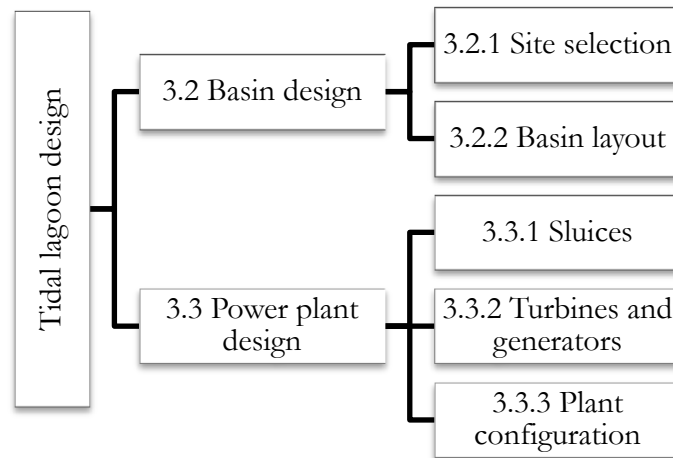 Tidal lagoon design
3.2 Basin design
3.2.1 Site selection
3.2.2 Basin layout
3.3 Power plant
design
3.3.1 Sluices
3.3.2 Turbines and
generators
3.3.3 Plant
configuration